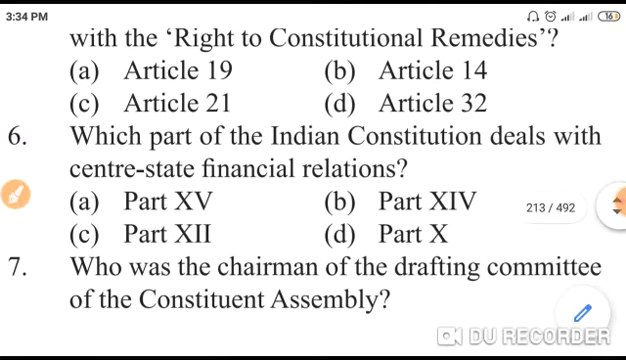 3:34 PM
16
with the ‘Right to Constitutional Remedies’?
(a) Article 19 (b) Article 14
(c) Article 21 (d) Article 32
6. Which part of the Indian Constitution deals with
centre-state financial relations?
(a) Part XV (b) Part XIV
213 / 492
(c) Part XII (d) Part X
7. Who was the chairman of the drafting committee
of the Constituent Assembly?
DU RECORDER